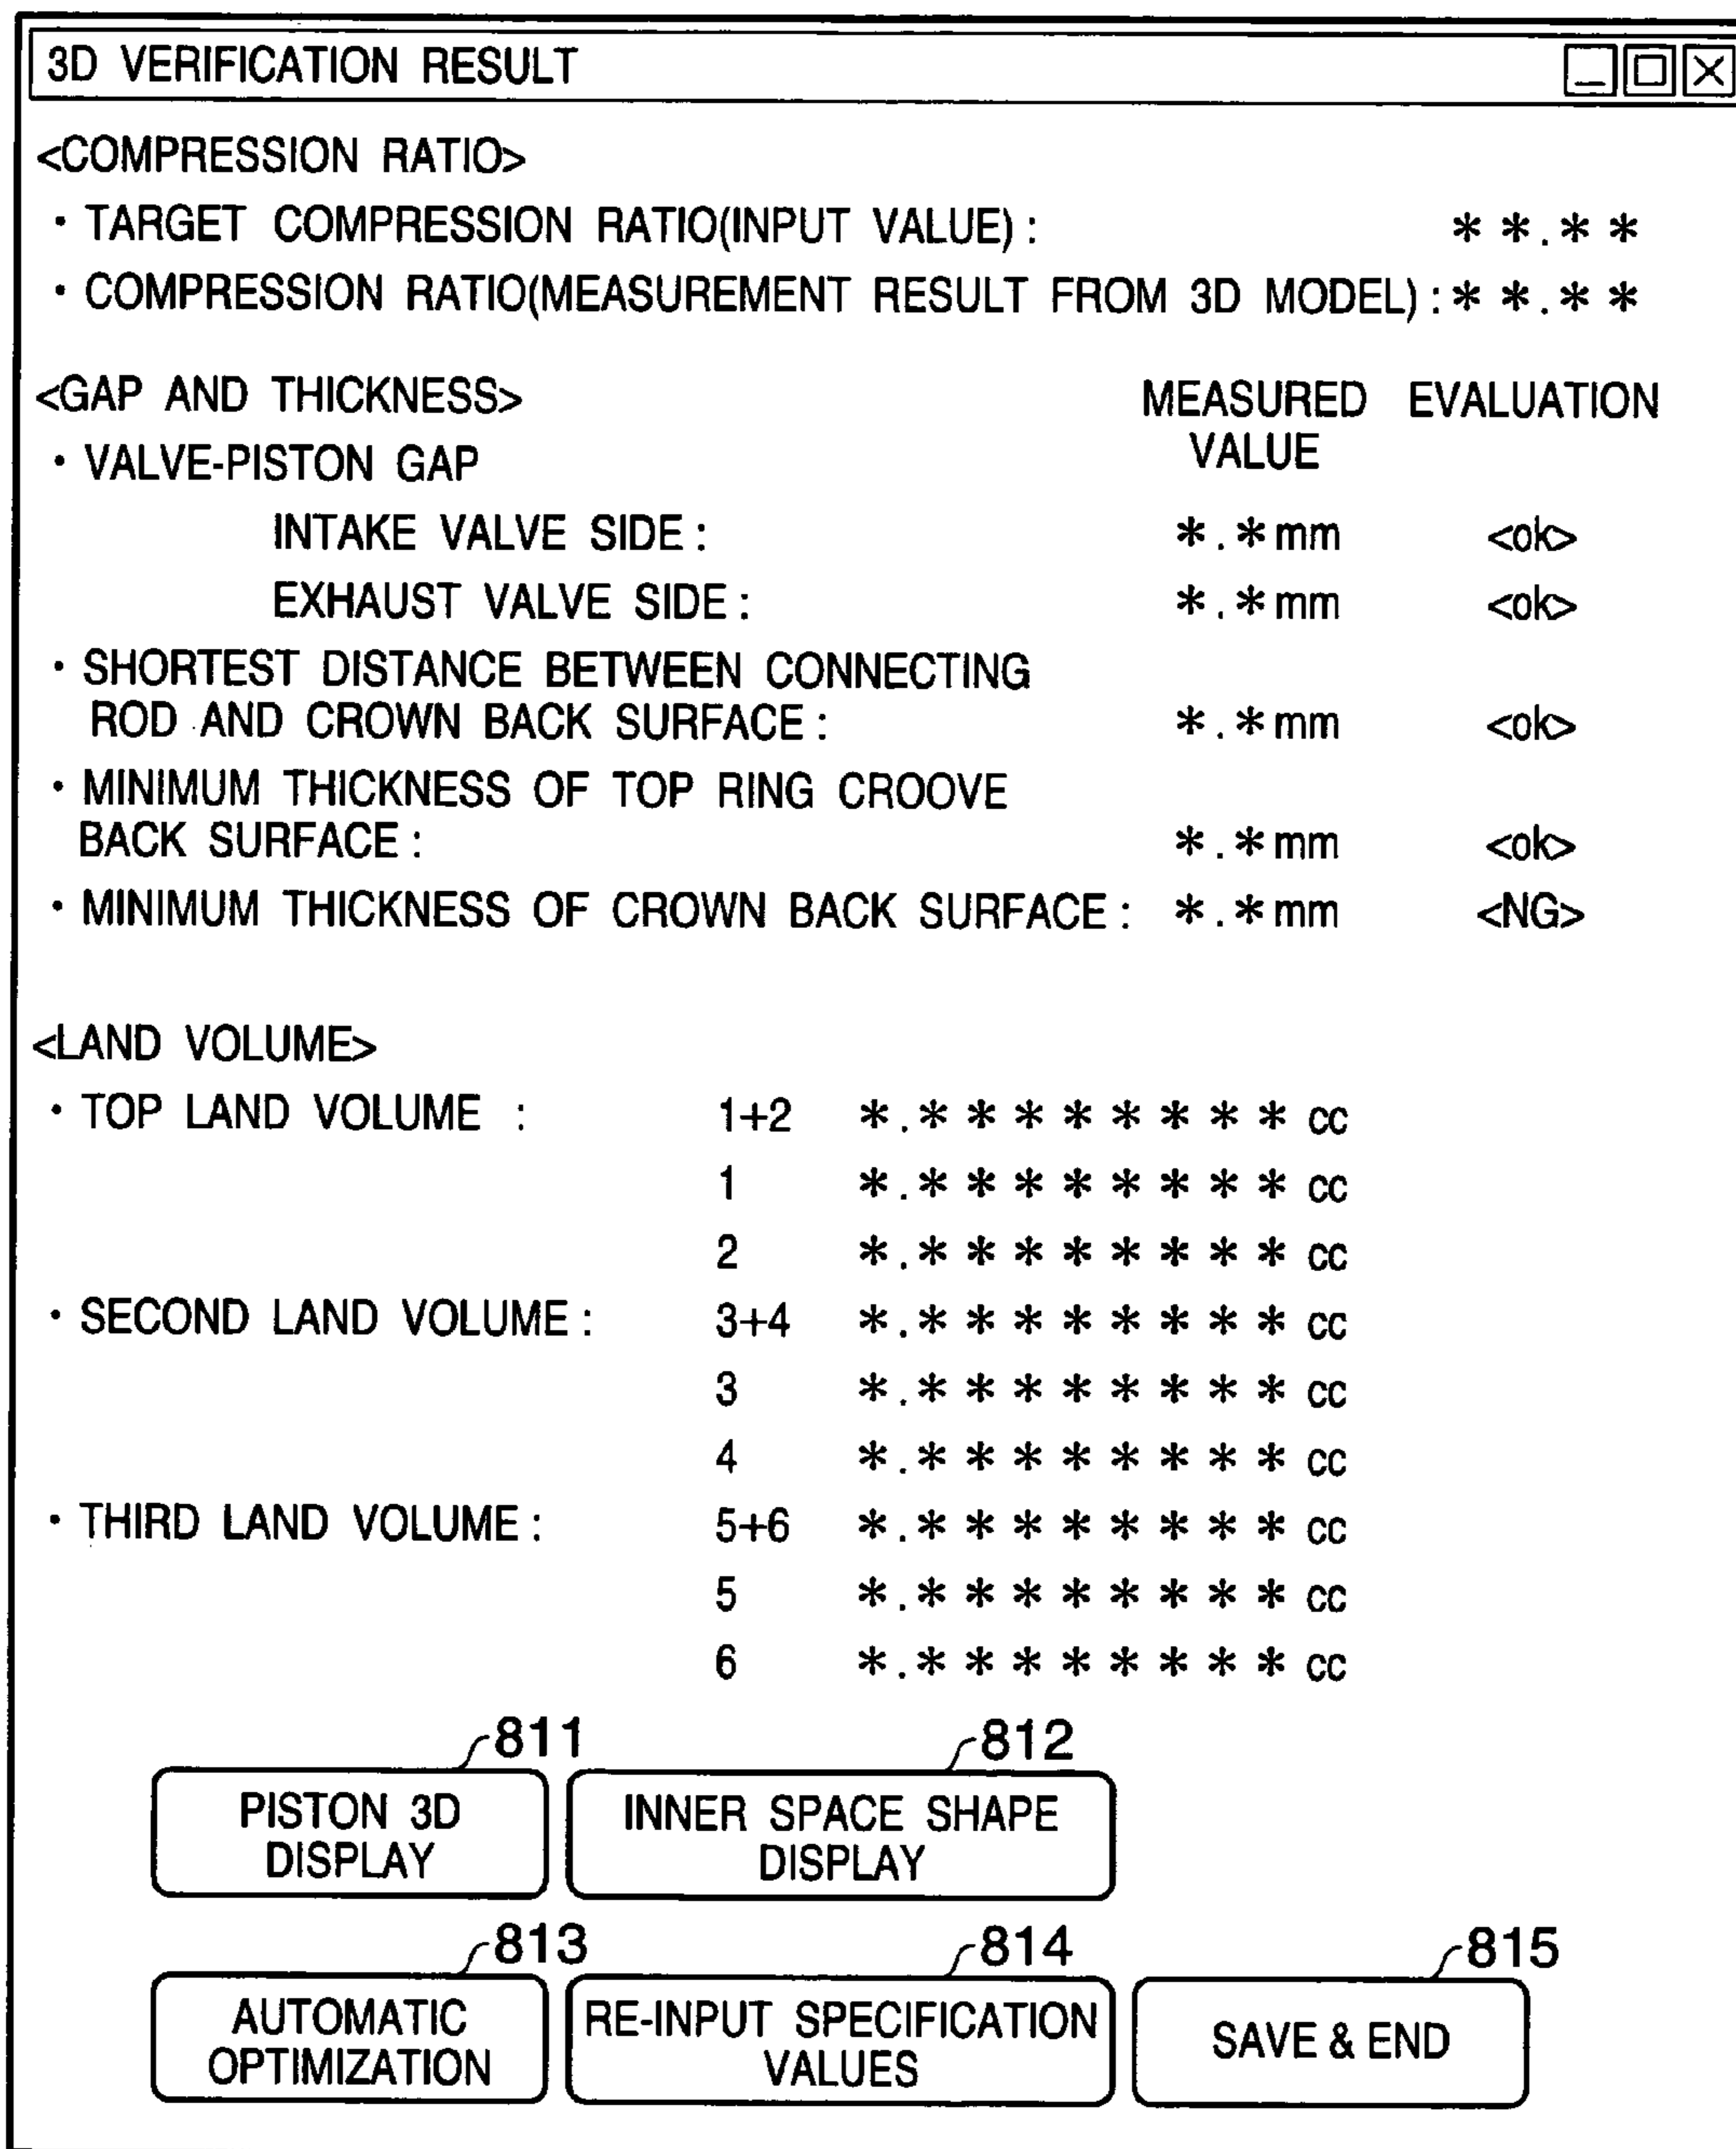 3D VERIFICATION RESULT
<COMPRESSION RATIO>
・TARGET COMPRESSION RATIO(INPUT VALUE): **.**
・COMPRESSION RATIO(MEASUREMENT RESULT FROM 3D MODEL): **.**
<GAP AND THICKNESS> MEASURED EVALUATION
VALUE
・VALVE-PISTON GAP
INTAKE VALVE SIDE: *.*mm <ok>
EXHAUST VALVE SIDE: *.*mm <ok>
・SHORTEST DISTANCE BETWEEN CONNECTING
ROD AND CROWN BACK SURFACE: *.*mm <ok>
・MINIMUM THICKNESS OF TOP RING CROOVE
BACK SURFACE: *.*mm <ok>
・MINIMUM THICKNESS OF CROWN BACK SURFACE: *.*mm <NG>
<LAND VOLUME>
・TOP LAND VOLUME : 1+2 *.******** cc
1 *.******** cc
2 *.******** cc
・SECOND LAND VOLUME: 3+4 *.******** cc
3 *.******** cc
4 *.******** cc
・THIRD LAND VOLUME: 5+6 *.******** cc
5 *.******** cc
6 *.******** cc
811 812
PISTON 3D
DISPLAY
INNER SPACE SHAPE
DISPLAY
813 814 815
AUTOMATIC
OPTIMIZATION
RE-INPUT SPECIFICATION
VALUES
SAVE & END